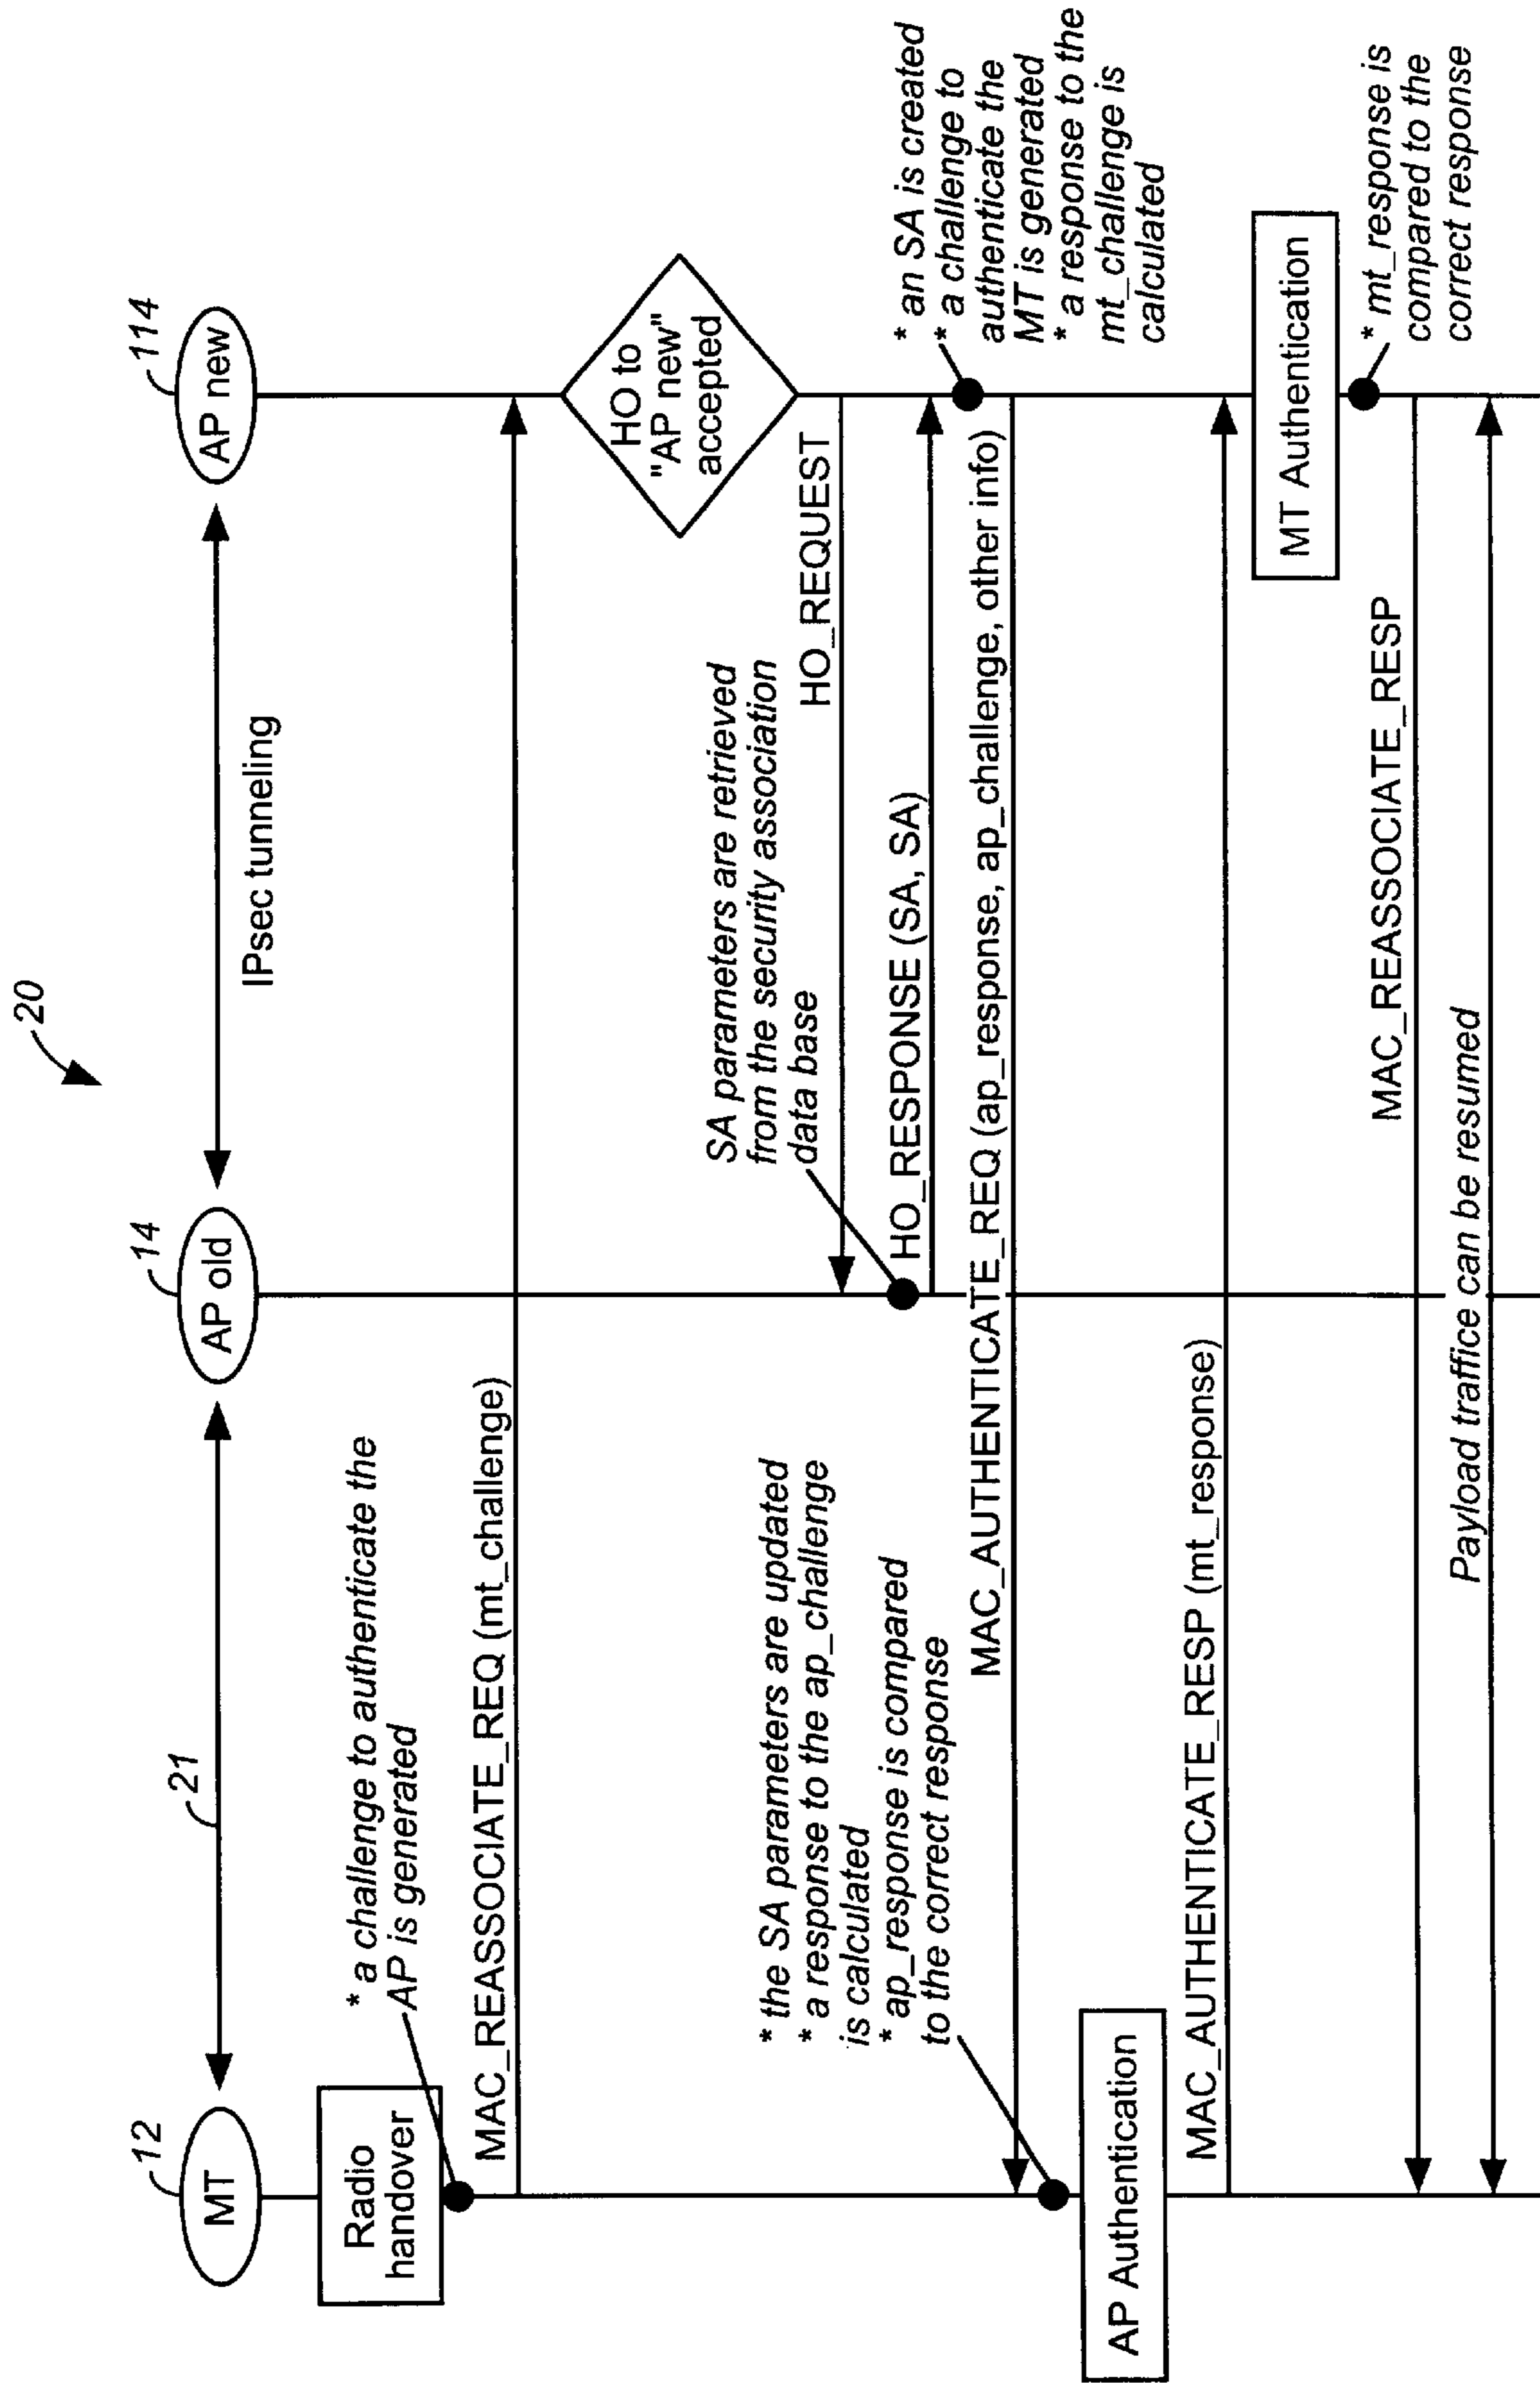 20
12
MT
21
14
AP old
IPsec tunneling
114
AP new
Radio
handover
* a challenge to authenticate the
AP is generated
MAC_REASSOCIATE_REQ (mt_challenge)
HO to
"AP new"
accepted
HO_REQUEST
SA parameters are retrieved
from the security association
data base
HO_RESPONSE (SA, SA)
* an SA is created
* a challenge to
authenticate the
MT is generated
* a response to the
mt_challenge is
calculated
MAC_AUTHENTICATE_REQ (ap_response, ap_challenge, other info)
* the SA parameters are updated
* a response to the ap_challenge
is calculated
* ap_response is compared
to the correct response
AP Authentication
MAC_AUTHENTICATE_RESP (mt_response)
MT Authentication
* mt_response is
compared to the
correct response
MAC_REASSOCIATE_RESP
Payload traffice can be resumed